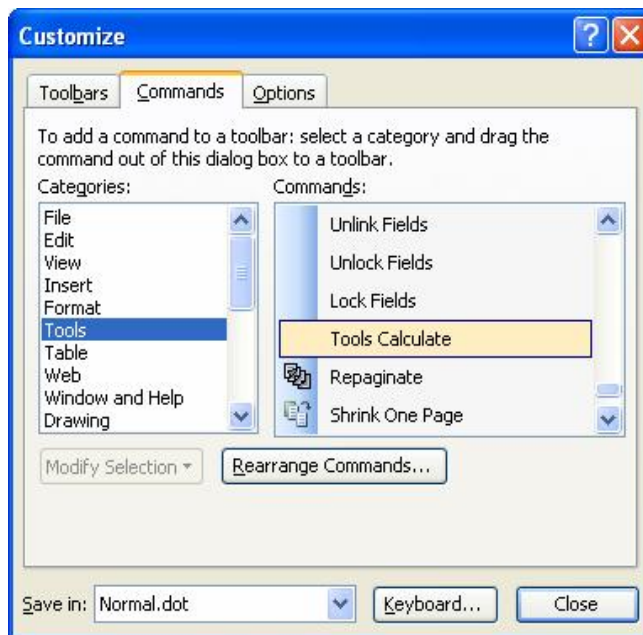 Customize
Toolbars Commands Options
To add a command to a toolbar: select a category and drag the
command out of this dialog box to a toolbar.
Categories:
File
Edit
View
Insert
Format
Tools
Table
Web
Window and Help
Drawing
Commands:
Unlink Fields
Unlock Fields
Lock Fields
Tools Calculate
Repaginate
Shrink One Page
Modify Selection
Rearrange Commands...
Save in: Normal.dot
Keyboard...
Close